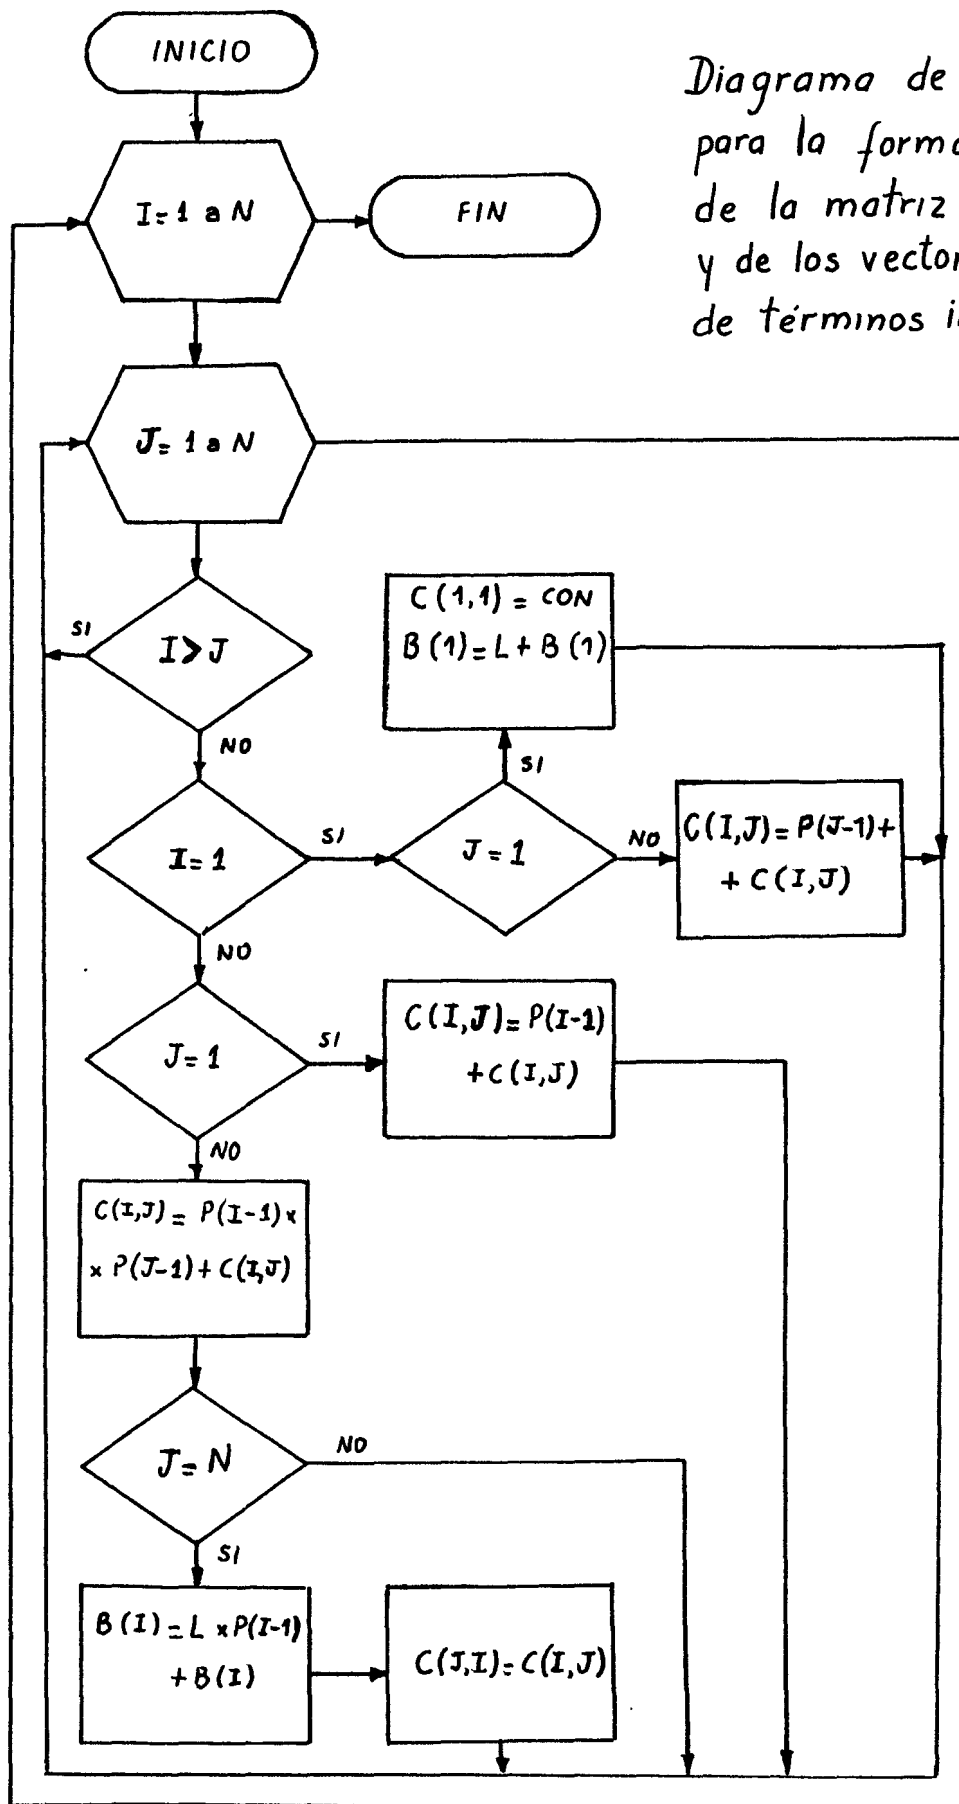 INICIO
Diagrama de
para la forma
de la matriz
y de los vector
de términos
I=1 a N
FIN
J=1 a N
SI
I>J
NO
C(1,1)=CON
B(1)=L+B(1)
SI
I=1
SI
J=1
NO
C(I,J)=P(J-1)+
+C(I,J)
NO
J=1
SI
C(I,J)=P(I-1)
+C(I,J)
NO
C(I,J)=P(I-1)×
×P(J-1)+C(I,J)
J=N
NO
SI
B(I)=L×P(I-1)
+B(I)
C(J,I)=C(I,J)